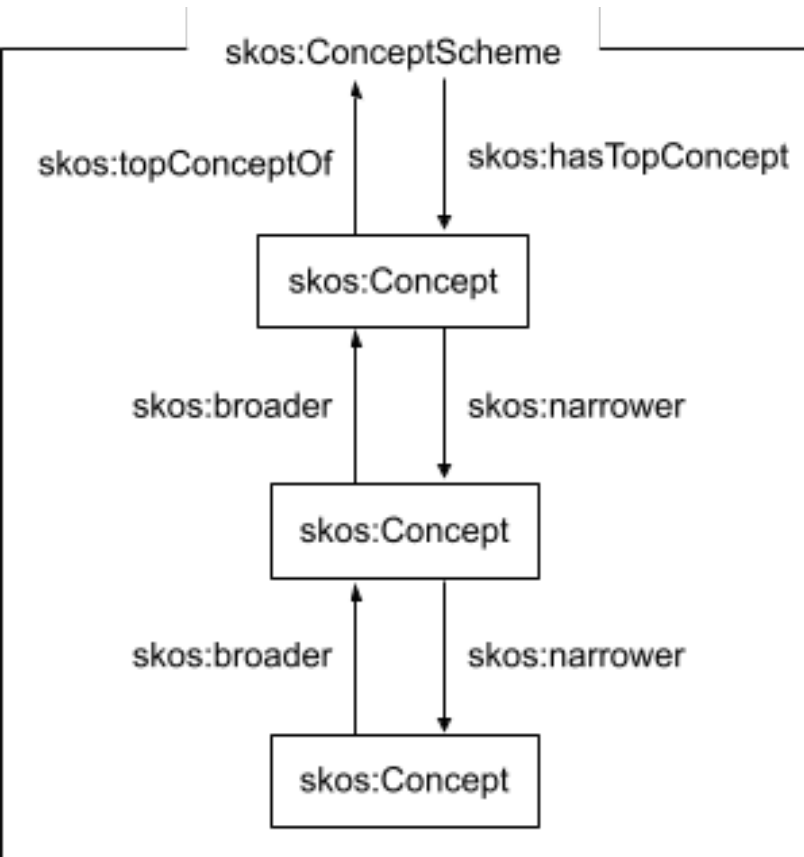 skos:ConceptScheme
skos:topConceptOf
skos:hasTopConcept
skos:Concept
skos:broader
skos:narrower
skos:Concept
skos:broader
skos:narrower
skos:Concept